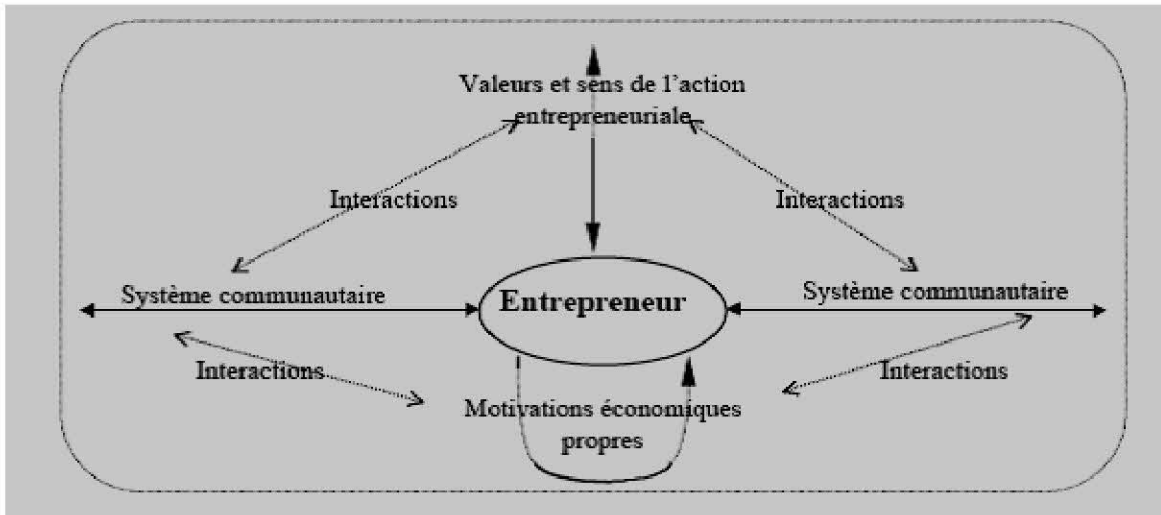 Valeurs et sens de l'action
entrepreneuriale
Interactions
Interactions
Système communautaire
Entrepreneur
Système communautaire
Interactions
Interactions
Motivations économiques
propres